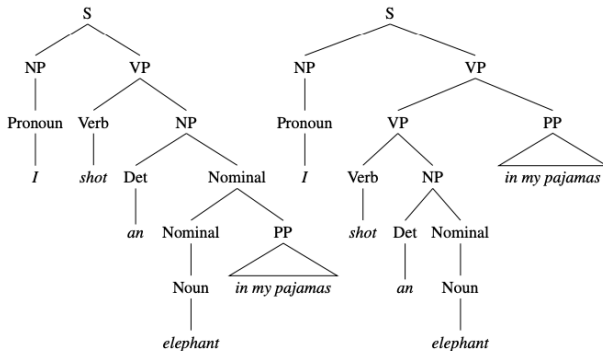 S S
NP VP NP VP
Pronoun Verb NP Pronoun VP PP
I shot Det Nominal I Verb NP in my pajamas
an Nominal PP shot Det Nominal
Noun in my pajamas an Noun
elephant elephant